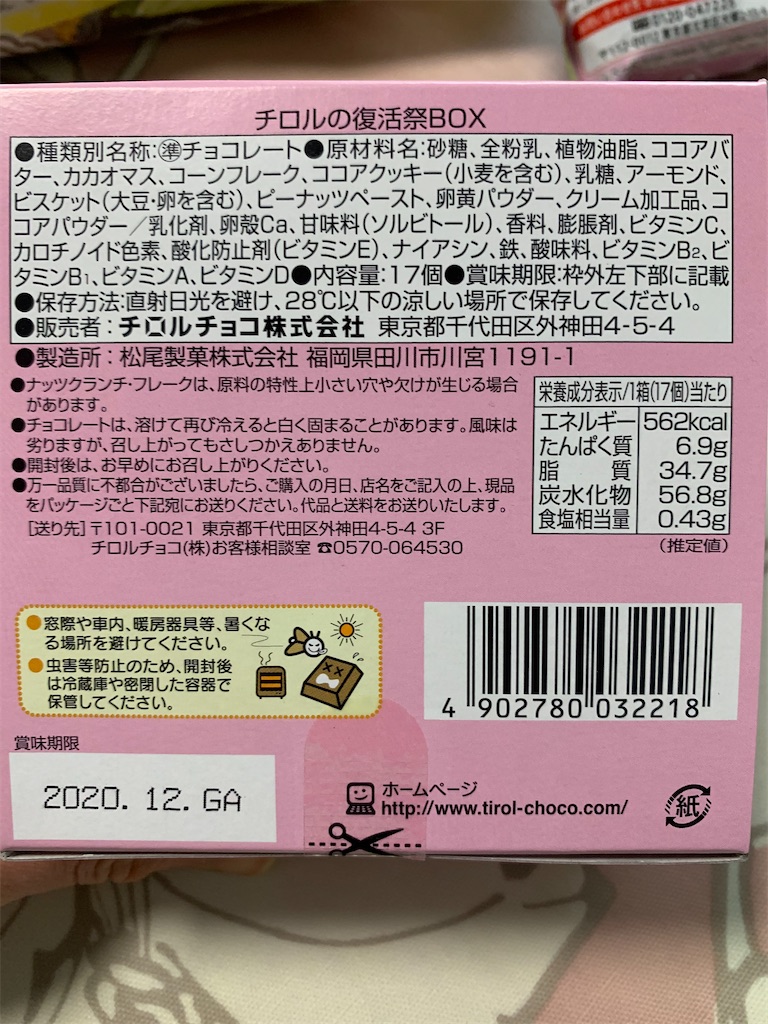 0120-047228
チロルの復活祭BOX
●種類別名称:㊥チョコレート●原材料名:砂糖、全粉乳、植物油脂、ココアバ
ター、カカオマス、コーンフレーク、ココアクッキー(小麦を含む)、乳糖、アーモンド、
ビスケット(大豆・卵を含む)、ピーナッツペースト、卵黄パウダー、クリーム加工品、コ
コアパウダー/乳化剤、卵殻Ca、甘味料(ソルビトール)、香料、膨脹剤、ビタミンC、
カロチノイド色素、酸化防止剤(ビタミンE)、ナイアシン、鉄、酸味料、ビタミンB₂、ビ
タミンB₁、ビタミンA、ビタミンD●内容量:17個●賞味期限:枠外左下部に記載
●保存方法:直射日光を避け、28℃以下の涼しい場所で保存してください。
●販売者:チロルチョコ株式会社 東京都千代田区外神田4-5-4
●製造所:松尾製菓株式会社 福岡県田川市川宮1191-1
●ナッツクランチ・フレークは、原料の特性上小さい穴や欠けが生じる場合
があります。
●チョコレートは、溶けて再び冷えると白く固まることがあります。風味は
劣りますが、召し上がってもさしつかえありません。
●開封後は、お早めにお召し上がりください。
●万一品質に不都合がございましたら、ご購入の月日、店名をご記入の上、現品
をパッケージごと下記宛にお送りください。代品と送料をお送りいたします。
[送り先]〒101-0021 東京都千代田区外神田4-5-4 3F
チロルチョコ(株)お客様相談室 ☎0570-064530
栄養成分表示/1箱(17個)当たり
エネルギー 562kcal
たんぱく質 6.9g
脂質 34.7g
炭水化物 56.8g
食塩相当量 0.43g
(推定値)
●窓際や車内、暖房器具等、暑くな
る場所を避けてください。
●虫害等防止のため、開封後
は冷蔵庫や密閉した容器で
保管してください。
4 902780 032218
賞味期限
2020. 12. GA
ホームページ
http://www.tirol-choco.com/
紙